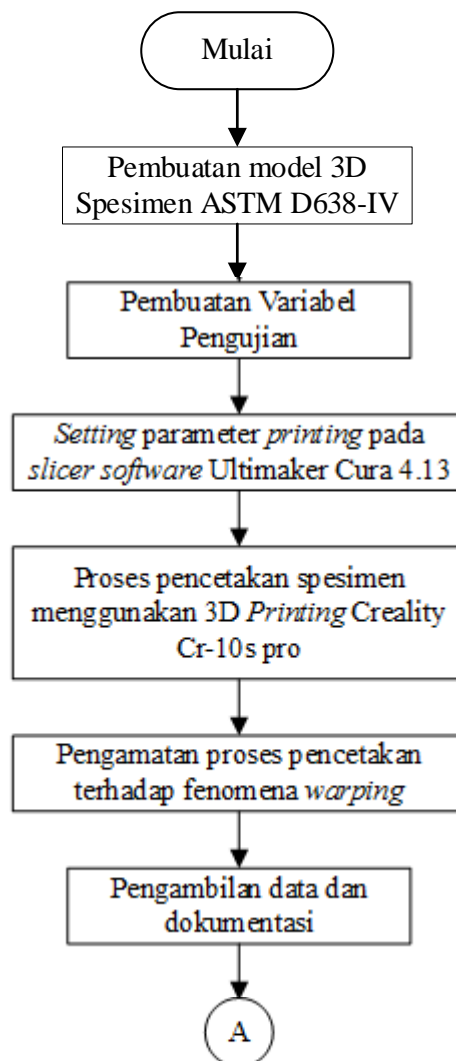 Mulai
Pembuatan model 3D
Spesimen ASTM D638-IV
Pembuatan Variabel
Pengujian
Setting parameter printing pada
slicer software Ultimaker Cura 4.13
Proses pencetakan spesimen
menggunakan 3D Printing Creality
Cr-10s pro
Pengamatan proses pencetakan
terhadap fenomena warping
Pengambilan data dan
dokumentasi
A